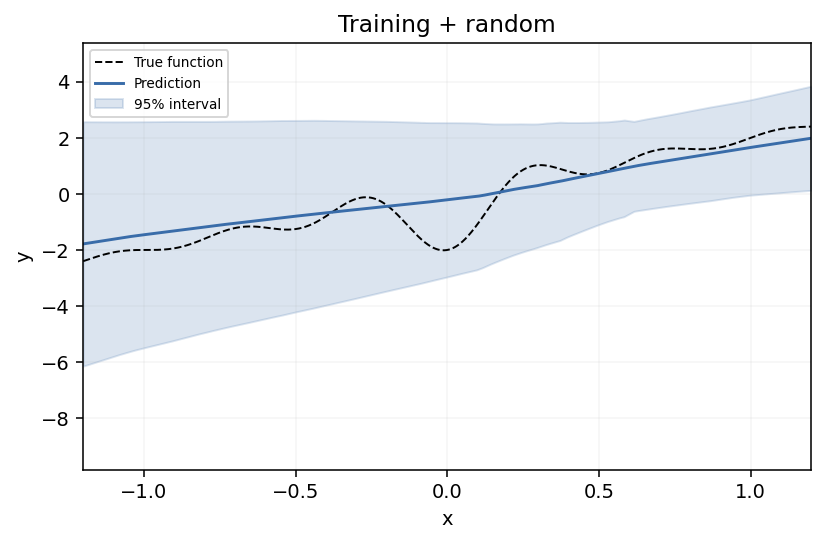 Training + random
True function
Prediction
95% interval
4
2
0
−2
−4
−6
−8
y
−1.0 −0.5 0.0 0.5 1.0
x